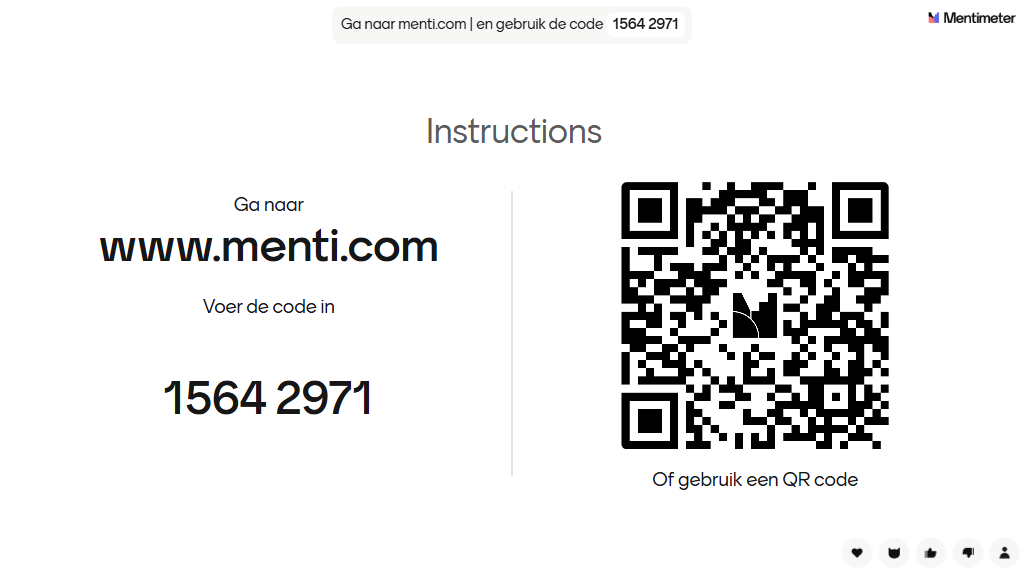 Ga naar menti.com | en gebruik de code 1564 2971
Mentimeter
Instructions
Ga naar
www.menti.com
Voer de code in
1564 2971
Of gebruik een QR code